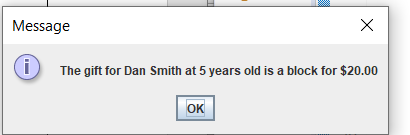 Message
The gift for Dan Smith at 5 years old is a block for $20.00
OK